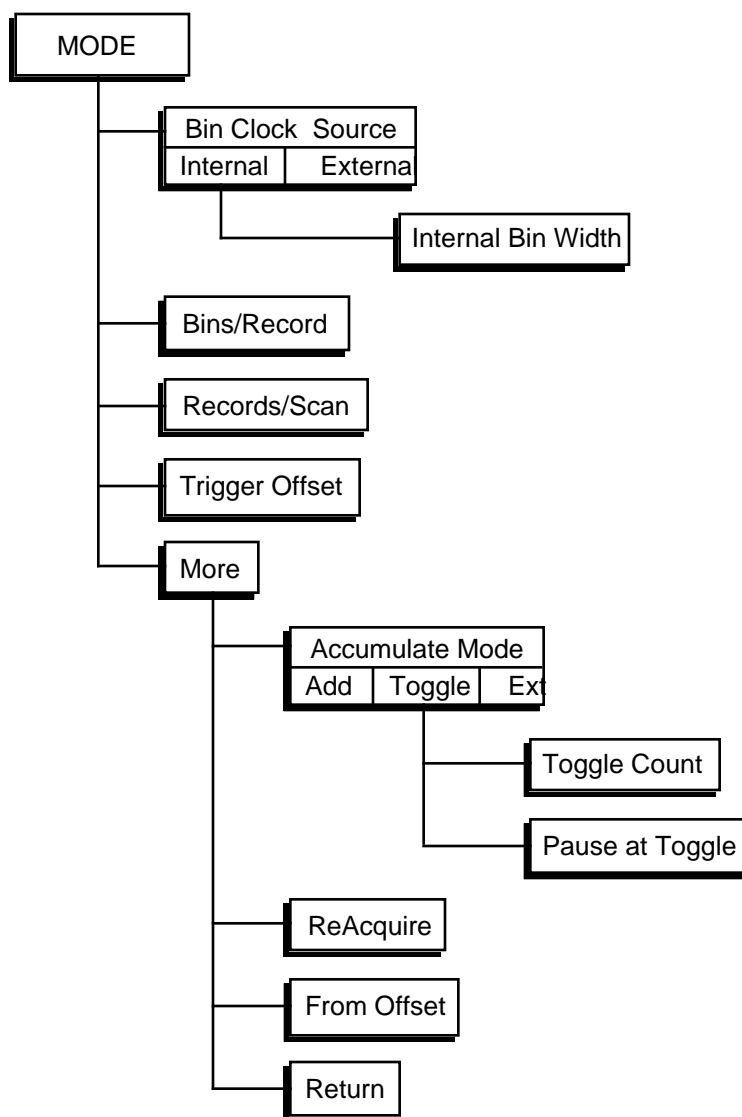 MODE
Bin Clock Source
Internal External
Internal Bin Width
Bins/Record
Records/Scan
Trigger Offset
More
Accumulate Mode
Add Toggle Ext
Toggle Count
Pause at Toggle
ReAcquire
From Offset
Return